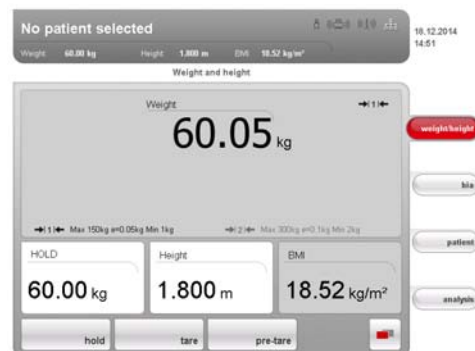 No patient selected
Weight: 60.00 kg Height: 1.800 m BMI: 18.52 kg/m²
18.12.2014
14:51
Weight and height
Weight
→|1|←
60.05 kg
→|1|← Max 150kg e=0.05kg Min 1kg →|2|← Max 300kg e=0.1kg Min 2kg
HOLD Height BMI
60.00 kg 1.800 m 18.52 kg/m²
hold tare pre-tare
weight/height
bia
patient
analysis